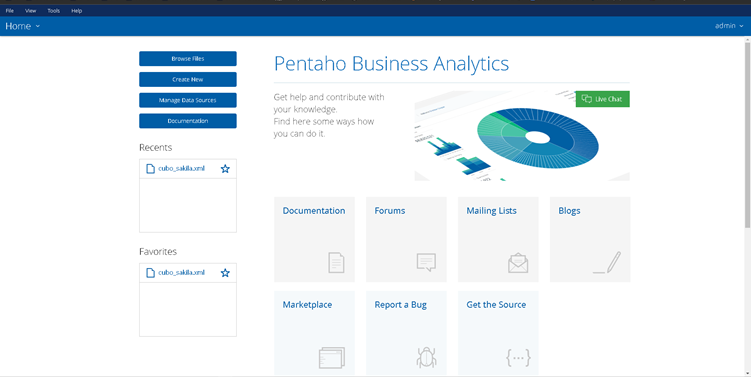 File View Tools Help
Home admin
Browse Files
Create New
Manage Data Sources
Documentation
Recents
cubo_sakilla.xml
Favorites
cubo_sakilla.xml
Pentaho Business Analytics
Get help and contribute with
your knowledge.
Find here some ways how
you can do it.
Live Chat
Documentation Forums Mailing Lists Blogs
Marketplace Report a Bug Get the Source